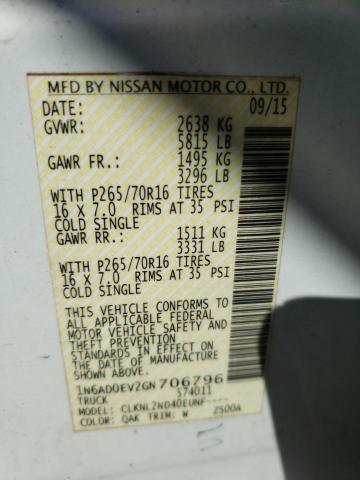 MFD BY NISSAN MOTOR CO., LTD.
DATE: 09/15
GVWR: 2638 KG
5815 LB
GAWR FR.: 1495 KG
3296 LB
WITH P265/70R16 TIRES
16 X 7.0 RIMS AT 35 PSI
COLD SINGLE
GAWR RR.: 1511 KG
3331 LB
WITH P265/70R16 TIRES
16 X 7.0 RIMS AT 35 PSI
COLD SINGLE
THIS VEHICLE CONFORMS TO
ALL APPLICABLE FEDERAL
MOTOR VEHICLE SAFETY AND
THEFT PREVENTION
STANDARDS IN EFFECT ON
THE DATE OF MANUFACTURE
SHOWN ABOVE.
1N6AD0EV2GN706796
TRUCK 574011
MODEL: CLKNL2ND40EUNF----
COLOR: QAK TRIM: W 2500A